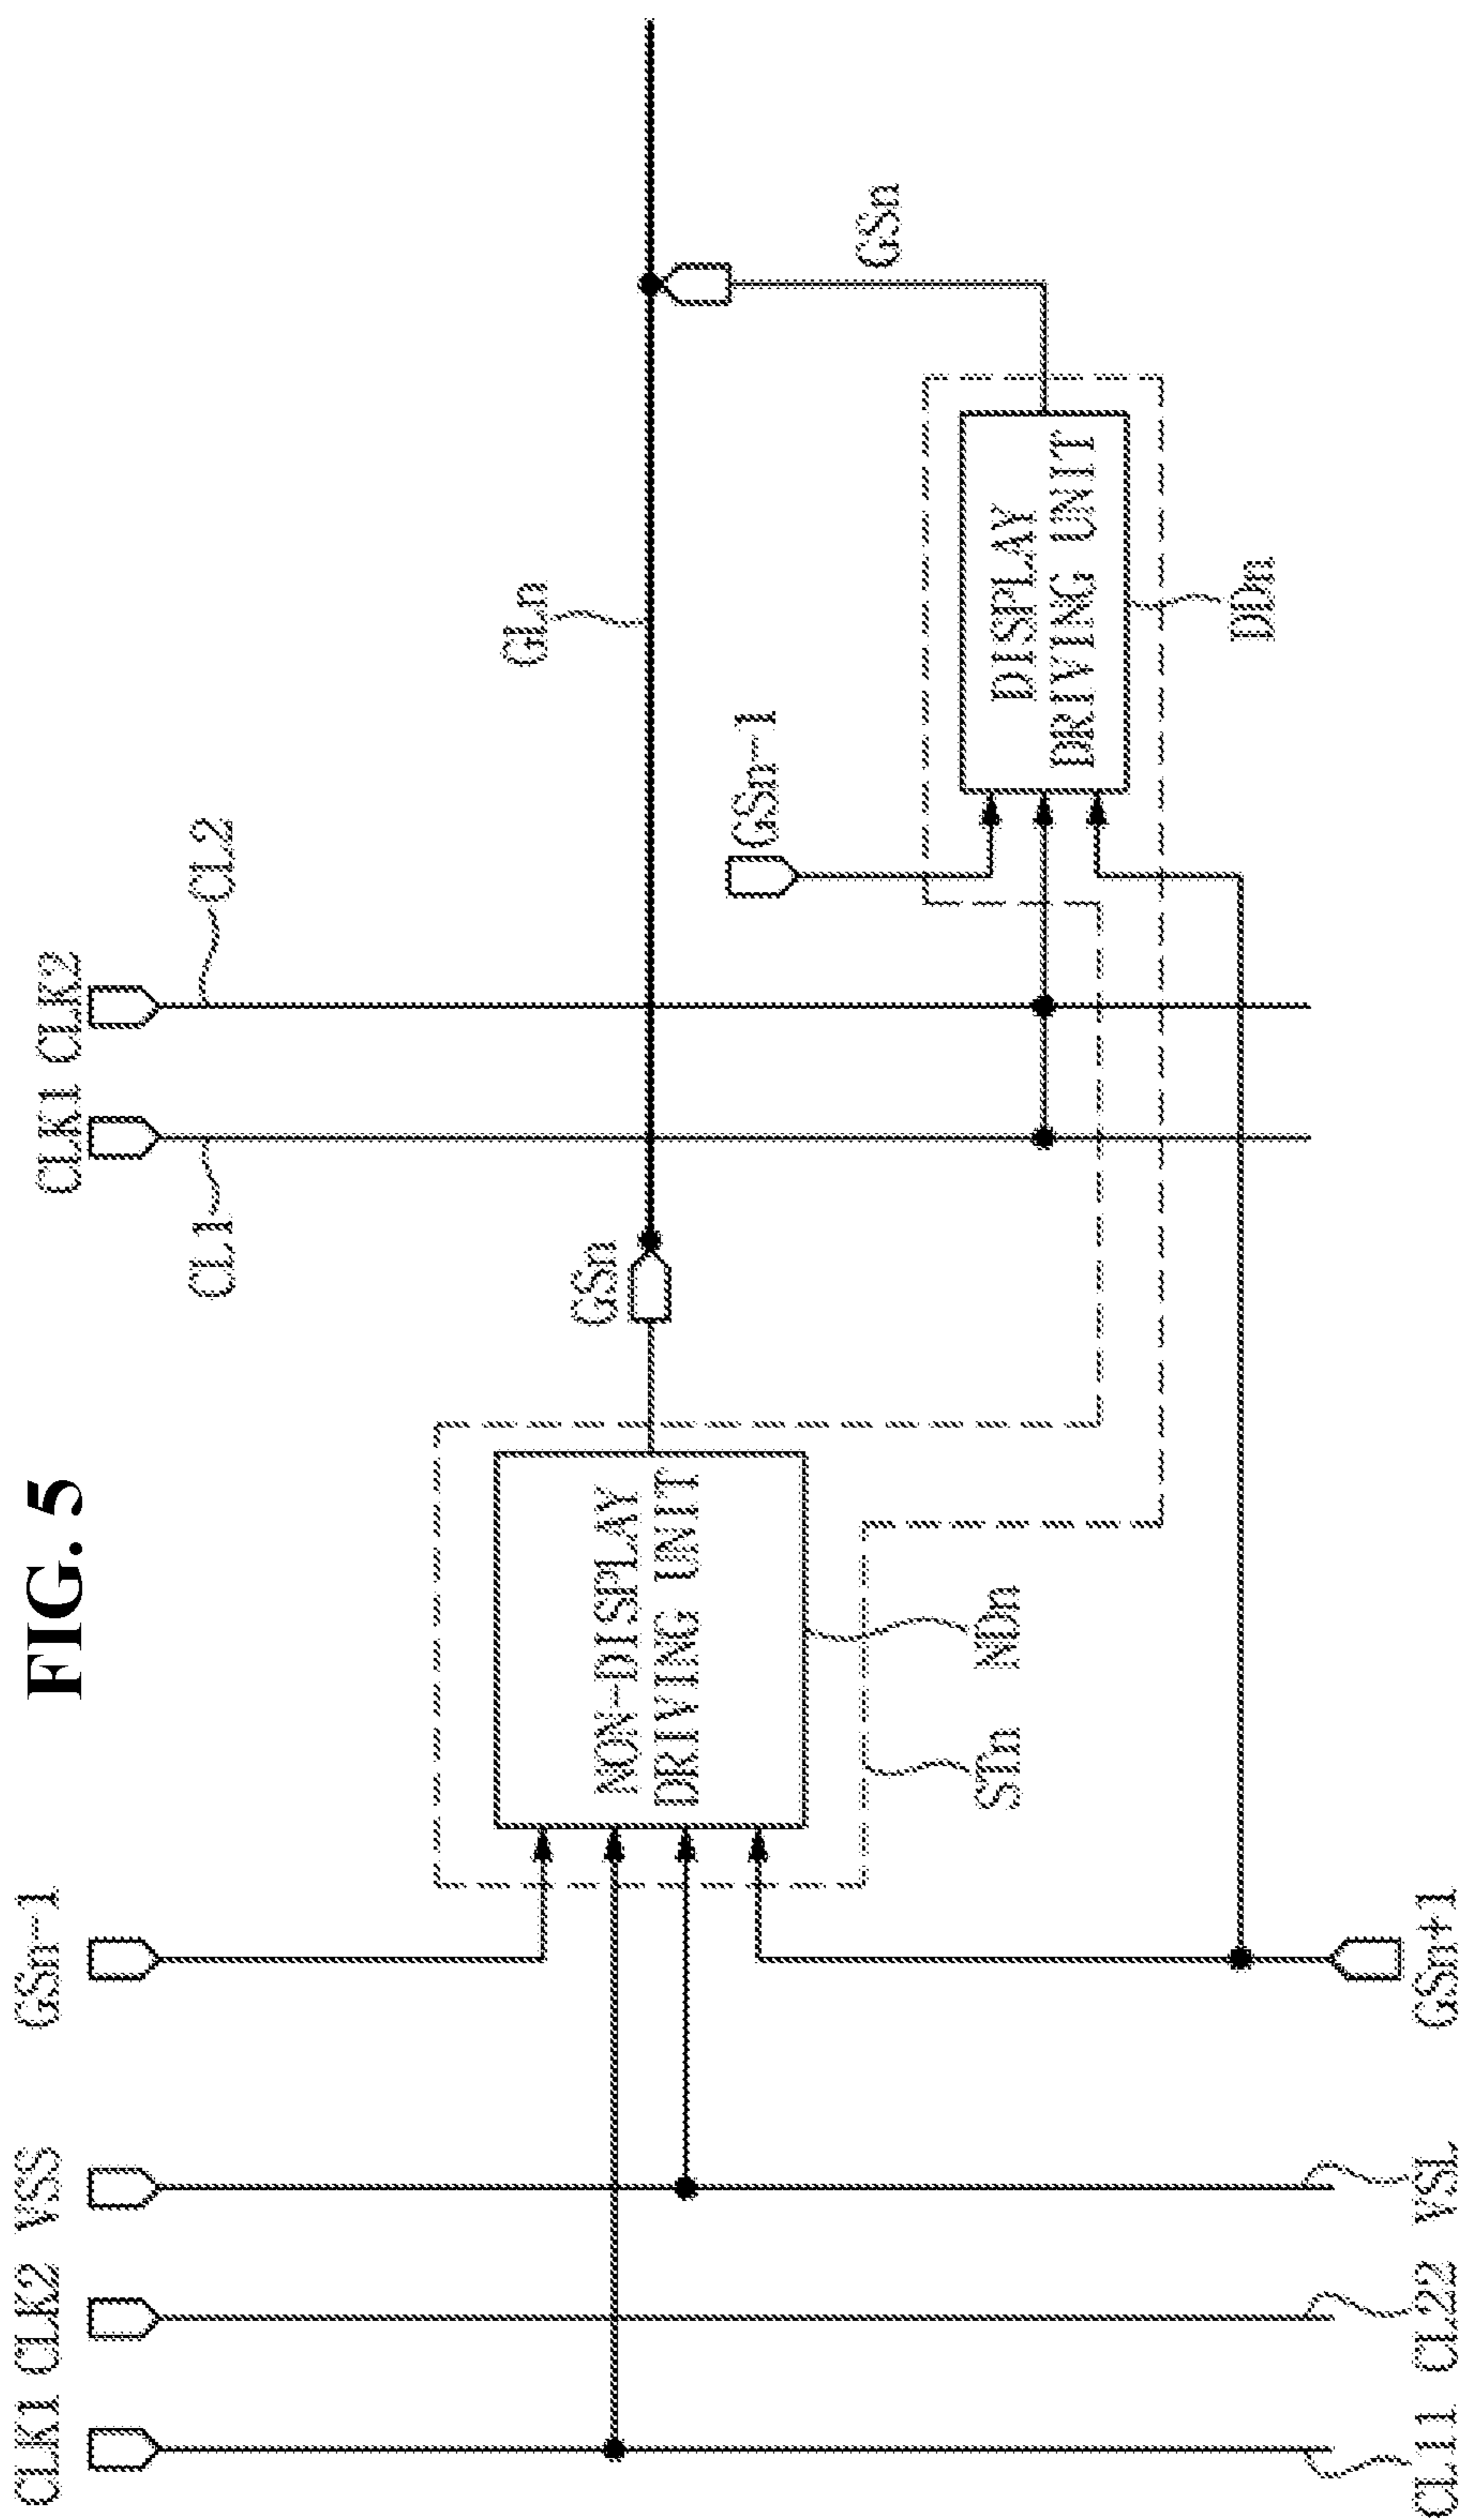 FIG. 5
CLK1
CLK2
VSS
GSn-1
CLK1
CLK2
CL1
CL2
GSn
GLn
NON-DISPLAY
DRIVING UNIT
GSn-1
GSn
DISPLAY
DRIVING UNIT
STn
NDn
DDn
CL11
CL22
VSL
GSn+1